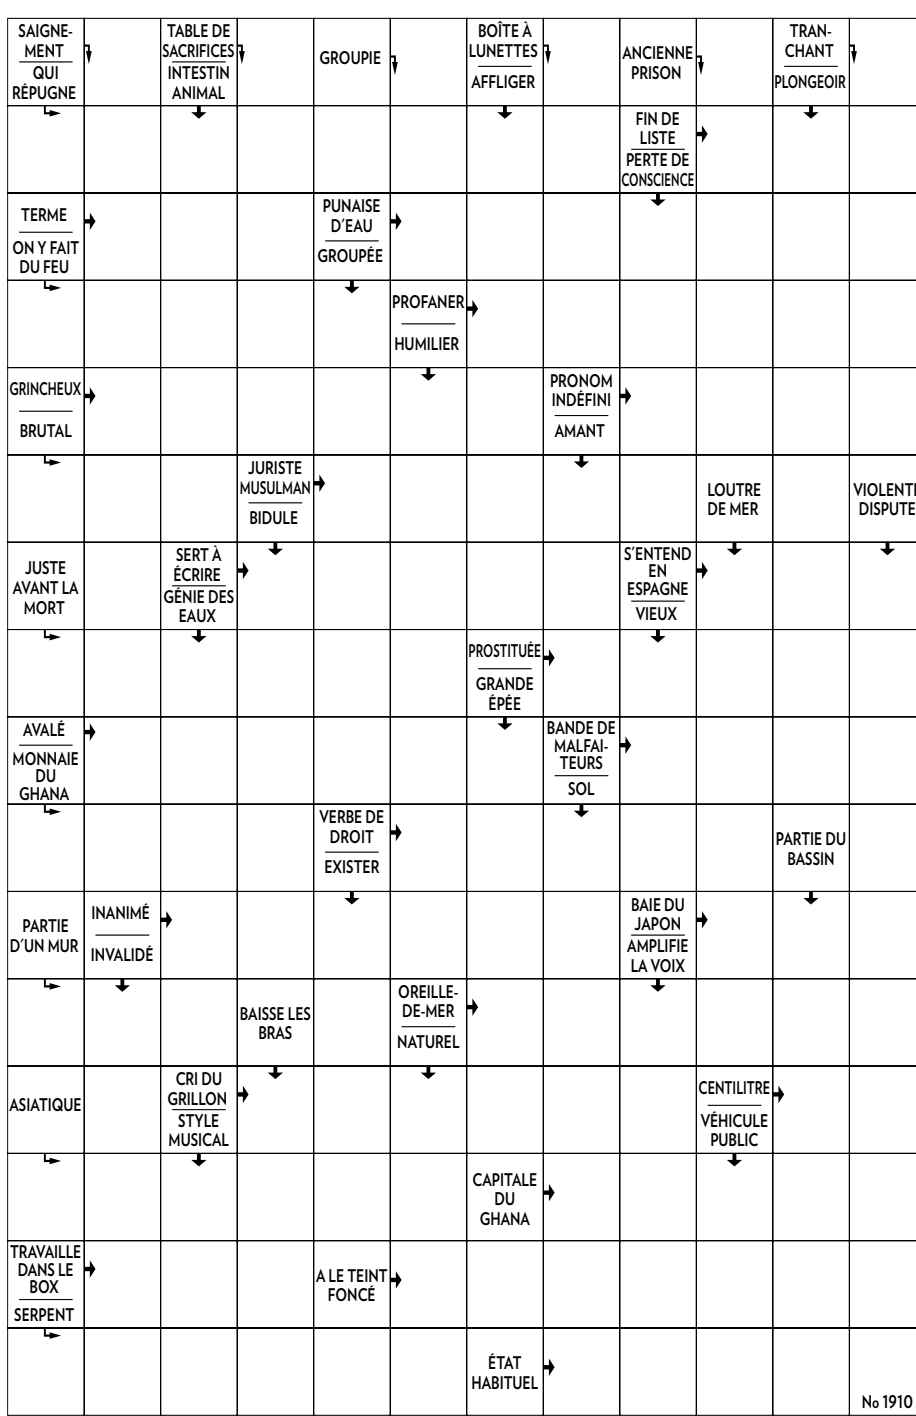 SAIGNE-
MENT
QUI
RÉPUGNE
TABLE DE
SACRIFICES
INTESTIN
ANIMAL
GROUPIE
BOÎTE À
LUNETTES
AFFLIGER
ANCIENNE
PRISON
TRAN-
CHANT
PLONGEOIR
FIN DE
LISTE
PERTE DE
CONSCIENCE
TERME
ON Y FAIT
DU FEU
PUNAISE
D'EAU
GROUPÉE
PROFANER
HUMILIER
GRINCHEUX
BRUTAL
PRONOM
INDÉFINI
AMANT
JURISTE
MUSULMAN
BIDULE
LOUTRE
DE MER
VIOLENTE
DISPUTE
JUSTE
AVANT LA
MORT
SERT À
ÉCRIRE
GÉNIE DES
EAUX
S'ENTEND
EN
ESPAGNE
VIEUX
PROSTITUÉE
GRANDE
ÉPÉE
AVALÉ
MONNAIE
DU
GHANA
BANDE DE
MALFAI-
TEURS
SOL
VERBE DE
DROIT
EXISTER
PARTIE DU
BASSIN
PARTIE
D'UN MUR
INANIMÉ
INVALIDÉ
BAIE DU
JAPON
AMPLIFIE
LA VOIX
BAISSE LES
BRAS
OREILLE-
DE-MER
NATUREL
ASIATIQUE
CRI DU
GRILLON
STYLE
MUSICAL
CENTILITRE
VÉHICULE
PUBLIC
CAPITALE
DU
GHANA
TRAVAILLE
DANS LE
BOX
SERPENT
A LE TEINT
FONCÉ
ÉTAT
HABITUEL
No 1910